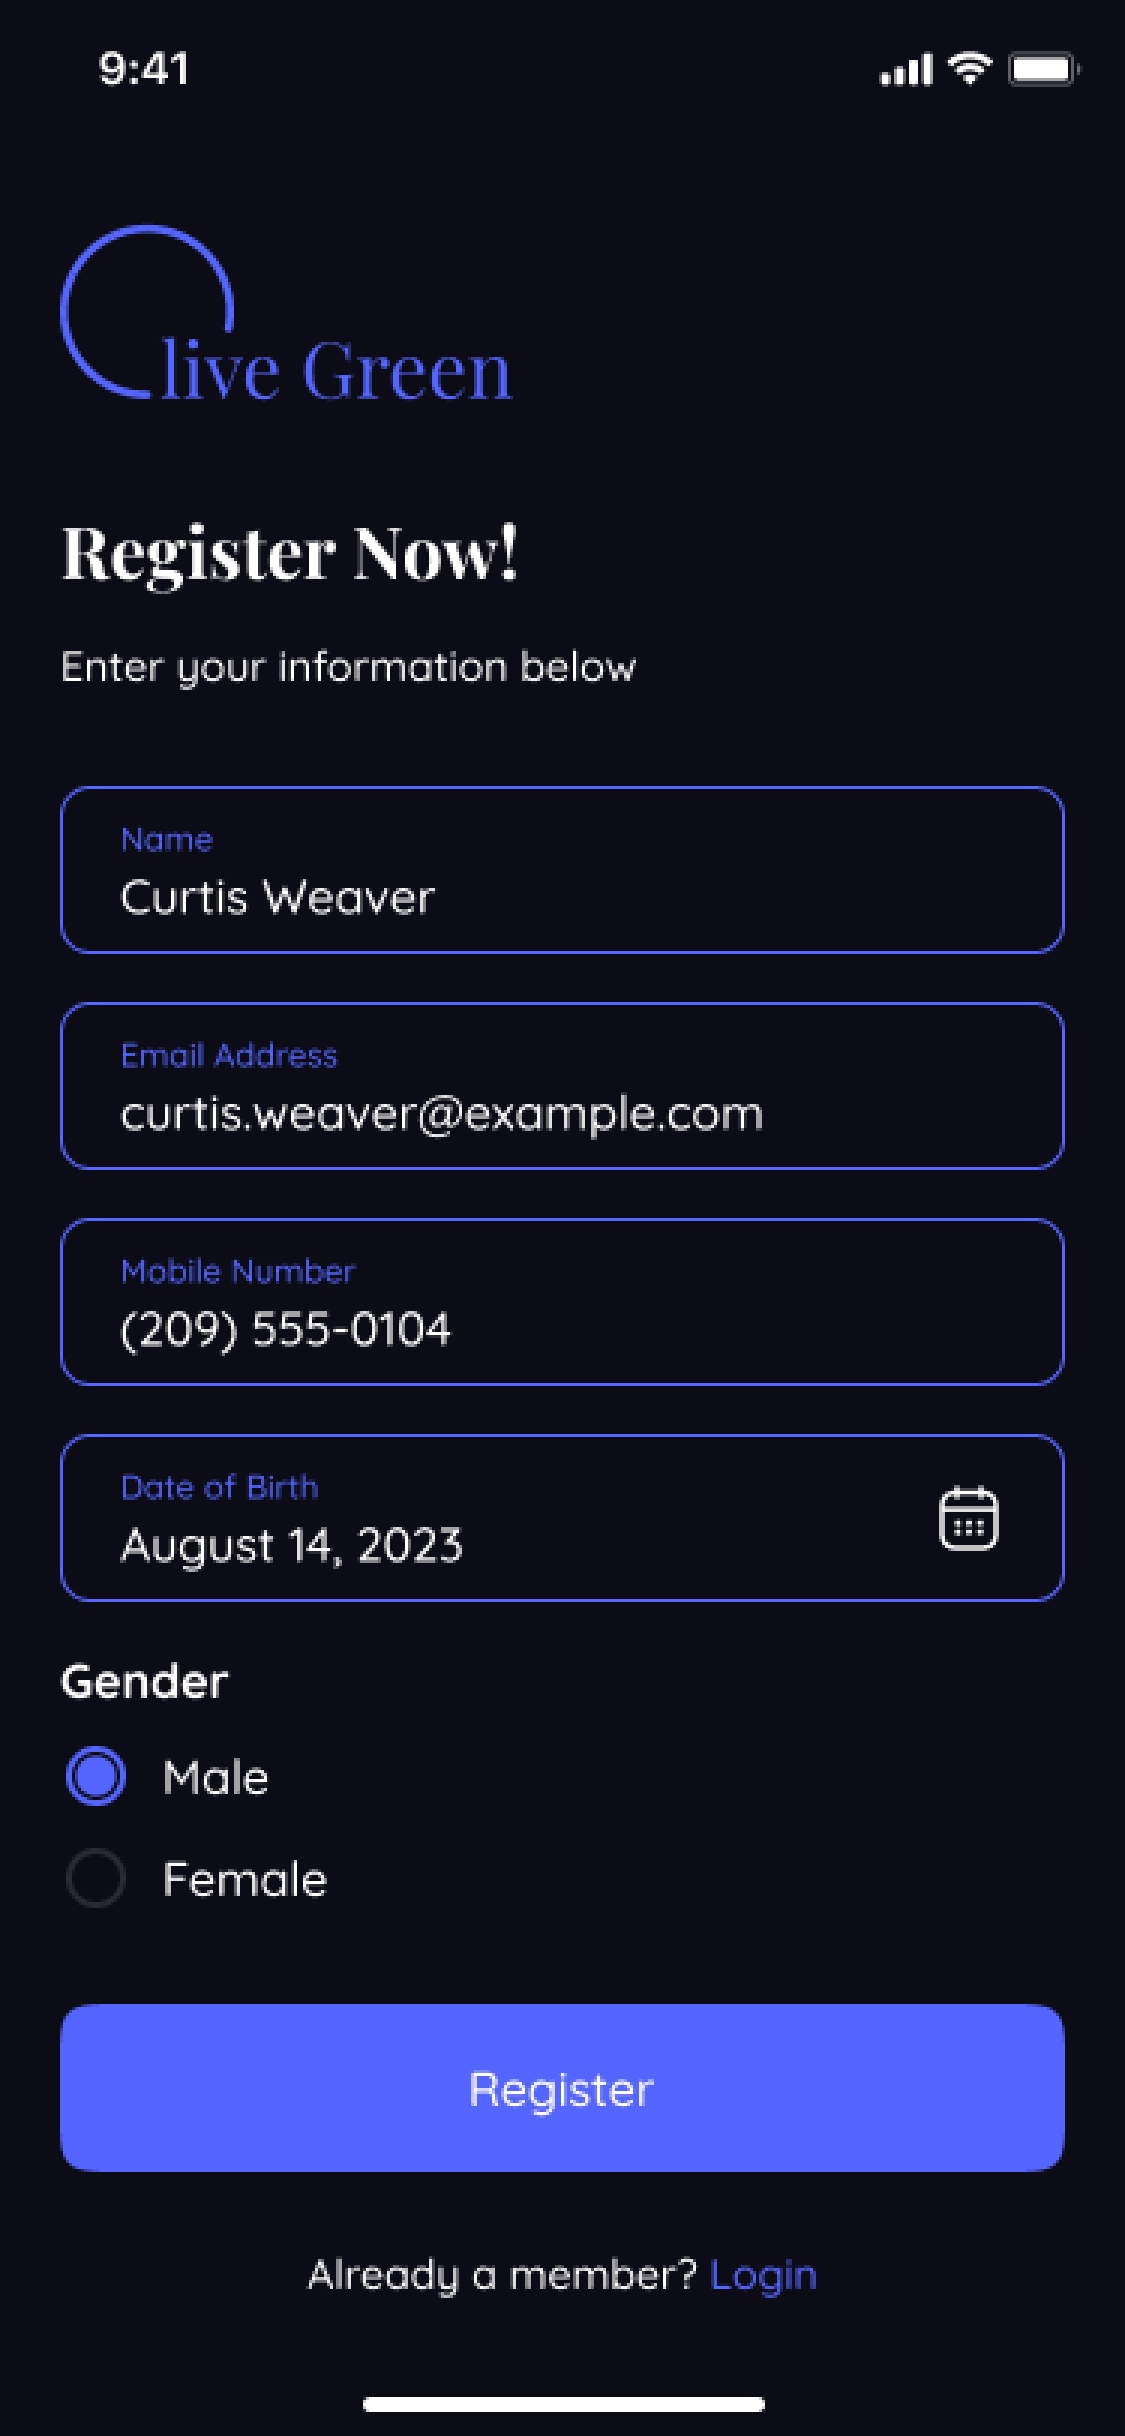 9:41
live Green
Register Now!
Enter your information below
Name
Curtis Weaver
Email Address
curtis.weaver@example.com
Mobile Number
(209) 555-0104
Date of Birth
August 14, 2023
Gender
Male
Female
Register
Already a member? Login